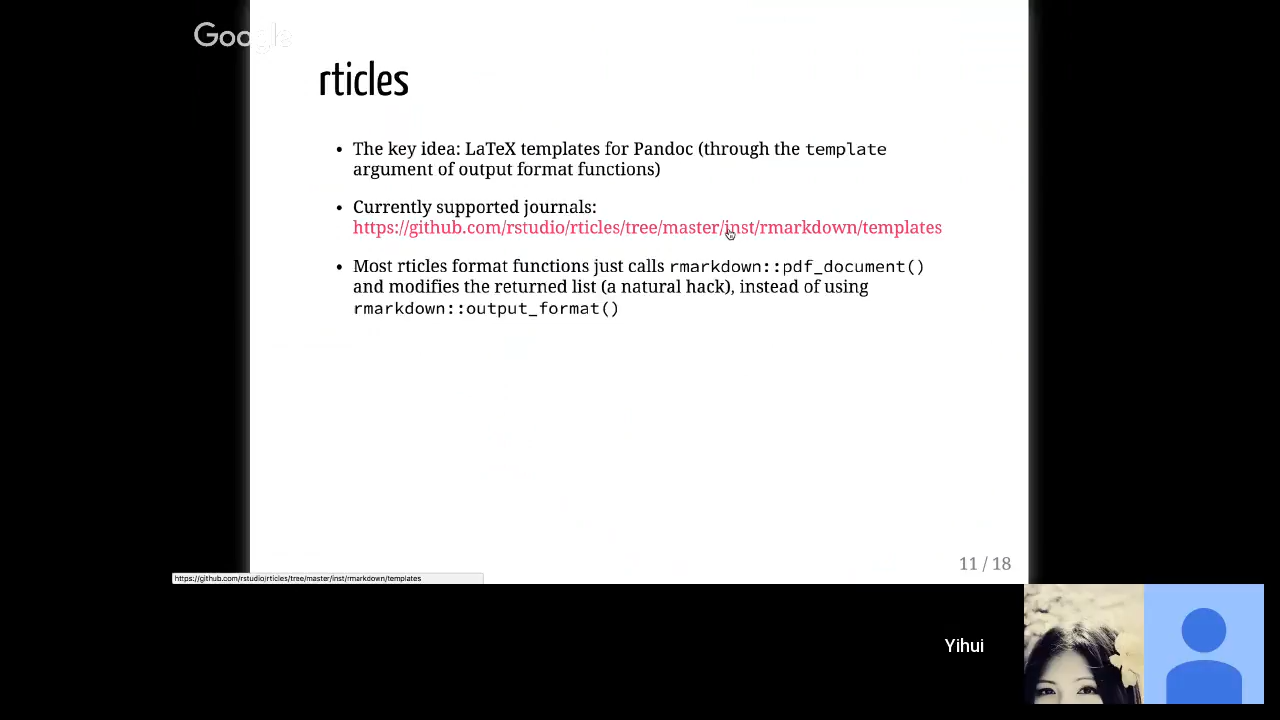 Google
rticles
• The key idea: LaTeX templates for Pandoc (through the template
argument of output format functions)
• Currently supported journals:
https://github.com/rstudio/rticles/tree/master/inst/rmarkdown/templates
• Most rticles format functions just calls rmarkdown::pdf_document()
and modifies the returned list (a natural hack), instead of using
rmarkdown::output_format()
11 / 18
https://github.com/rstudio/rticles/tree/master/inst/rmarkdown/templates
Yihui